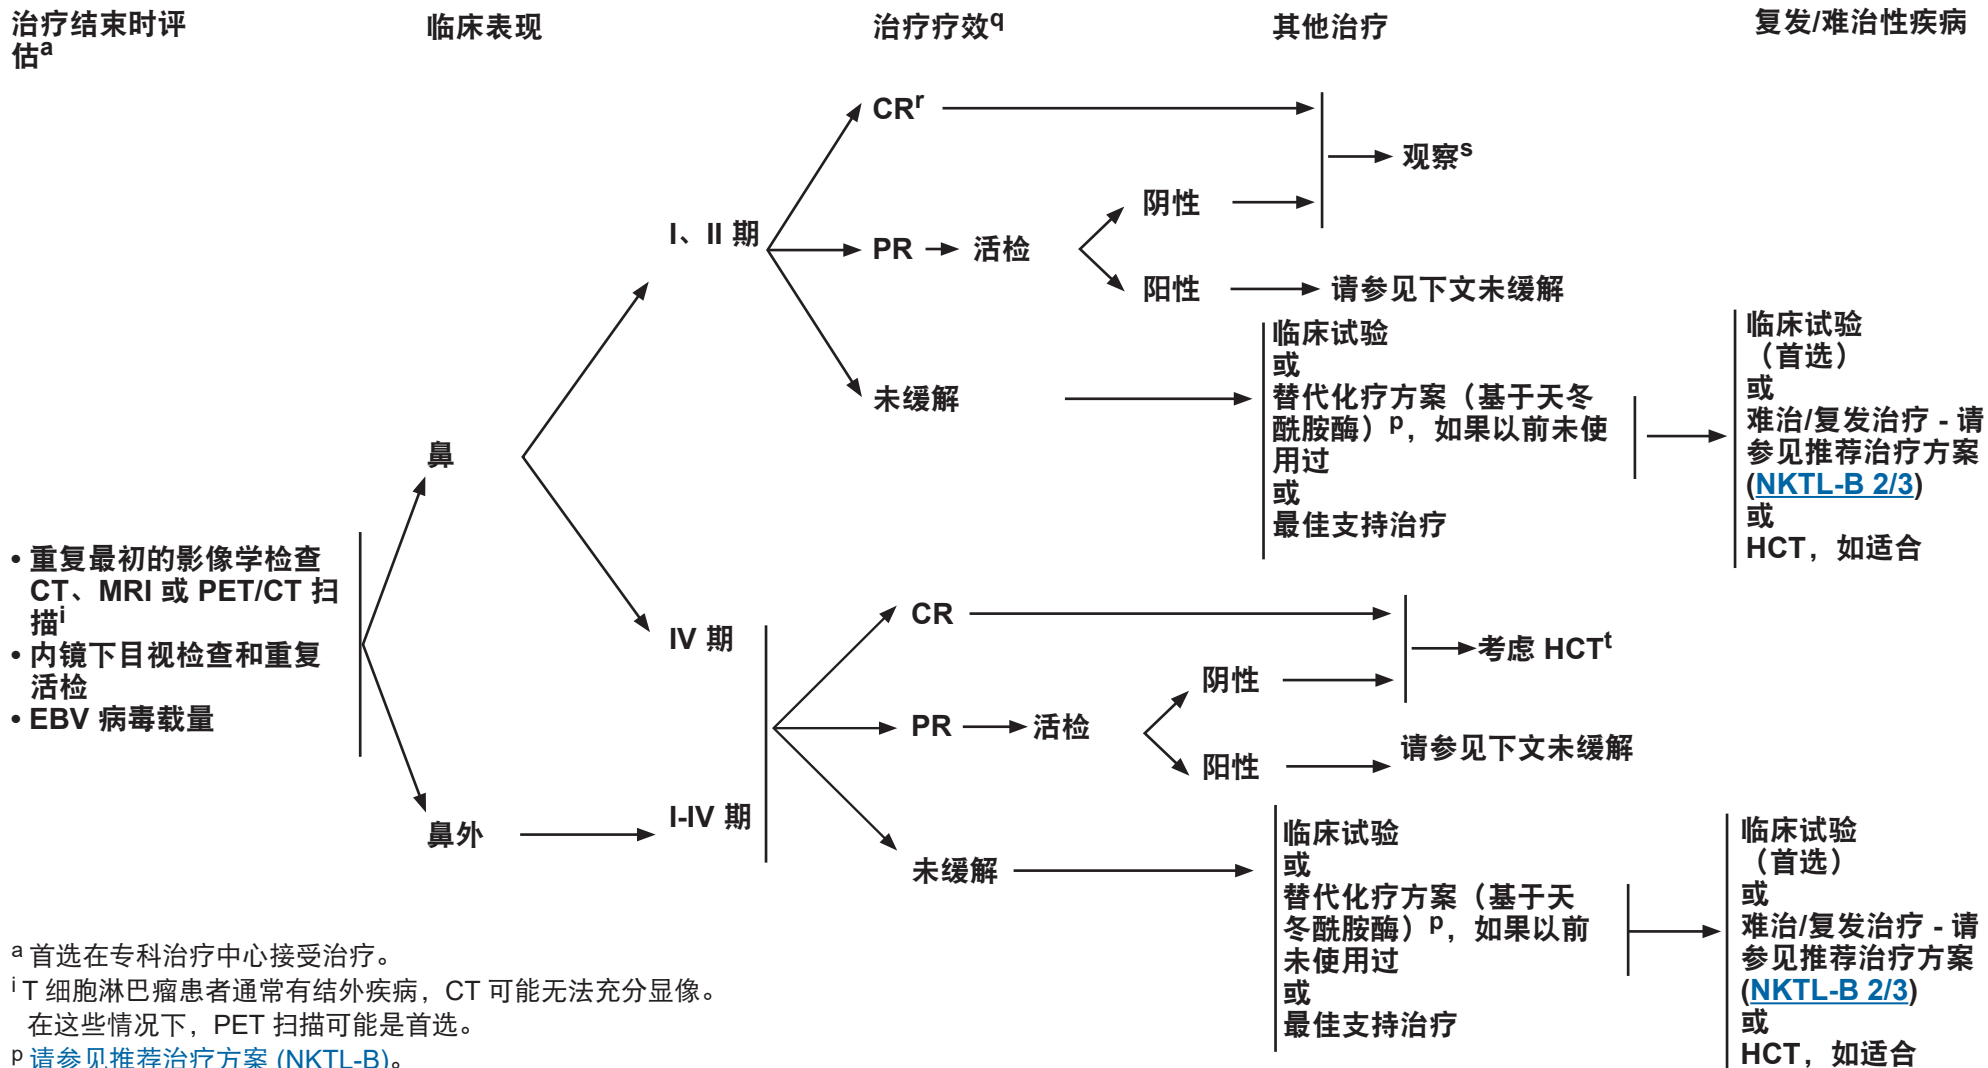 治疗结束时评
估a
临床表现
治疗疗效q
其他治疗
复发/难治性疾病
CRr
观察s
阴性
I、II 期
PR
活检
阳性
请参见下文未缓解
未缓解
临床试验
或
替代化疗方案（基于天冬
酰胺酶）p，如果以前未使
用过
或
最佳支持治疗
临床试验
（首选）
或
难治/复发治疗 - 请
参见推荐治疗方案
(NKTL-B 2/3)
或
HCT，如适合
鼻
• 重复最初的影像学检查
CT、MRI 或 PET/CT 扫
描i
• 内镜下目视检查和重复
活检
• EBV 病毒载量
IV 期
CR
考虑 HCTt
阴性
PR
活检
阳性
请参见下文未缓解
I-IV 期
鼻外
未缓解
临床试验
或
替代化疗方案（基于天
冬酰胺酶）p，如果以前
未使用过
或
最佳支持治疗
临床试验
（首选）
或
难治/复发治疗 - 请
参见推荐治疗方案
(NKTL-B 2/3)
或
HCT，如适合
a 首选在专科治疗中心接受治疗。
i T 细胞淋巴瘤患者通常有结外疾病，CT 可能无法充分显像。
在这些情况下，PET 扫描可能是首选。
p 请参见推荐治疗方案 (NKTL-B)。